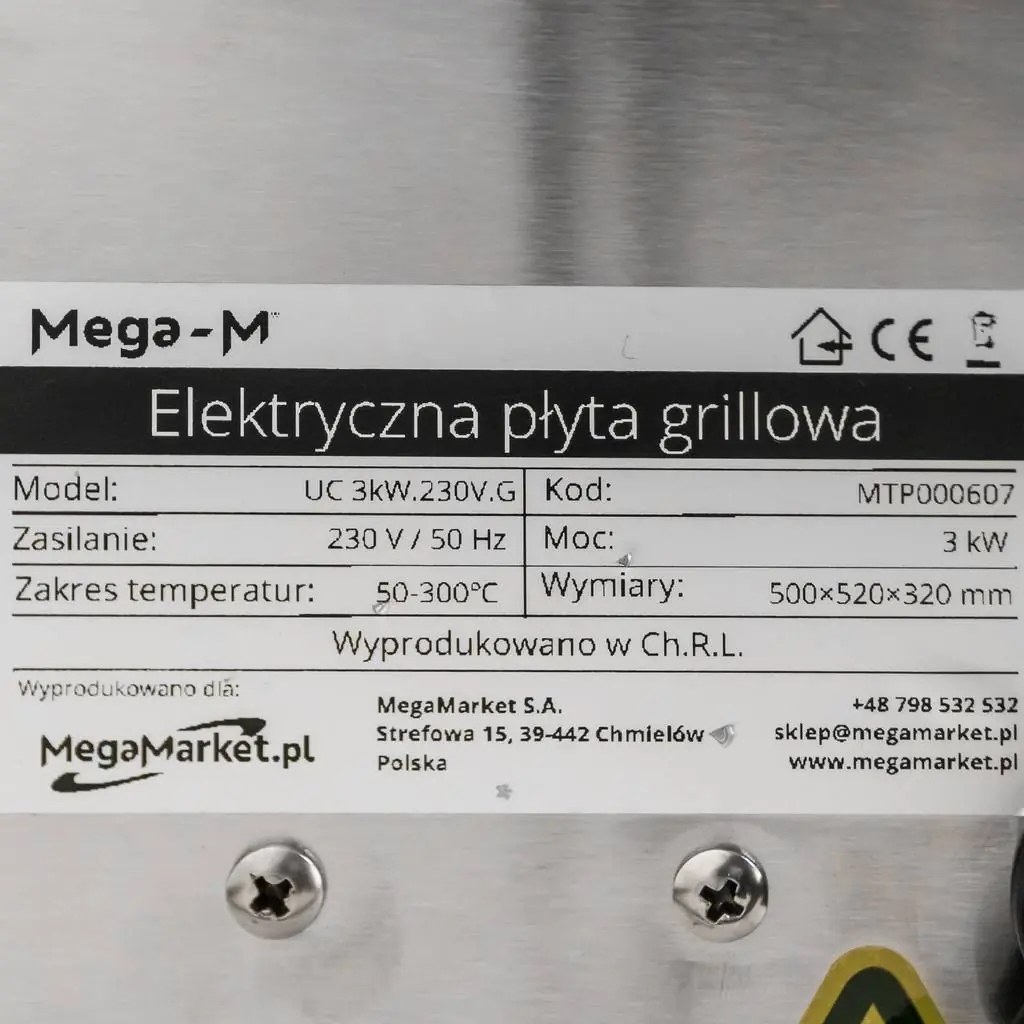 Mega-M™
CE
Elektryczna płyta grillowa
Model: UC 3kW.230V.G Kod: MTP000607
Zasilanie: 230 V / 50 Hz Moc: 3 kW
Zakres temperatur: 50-300°C Wymiary: 500×520×320 mm
Wyprodukowano w Ch.R.L.
Wyprodukowano dla:
MegaMarket.pl
MegaMarket S.A.
Strefowa 15, 39-442 Chmielów
Polska
+48 798 532 532
sklep@megamarket.pl
www.megamarket.pl